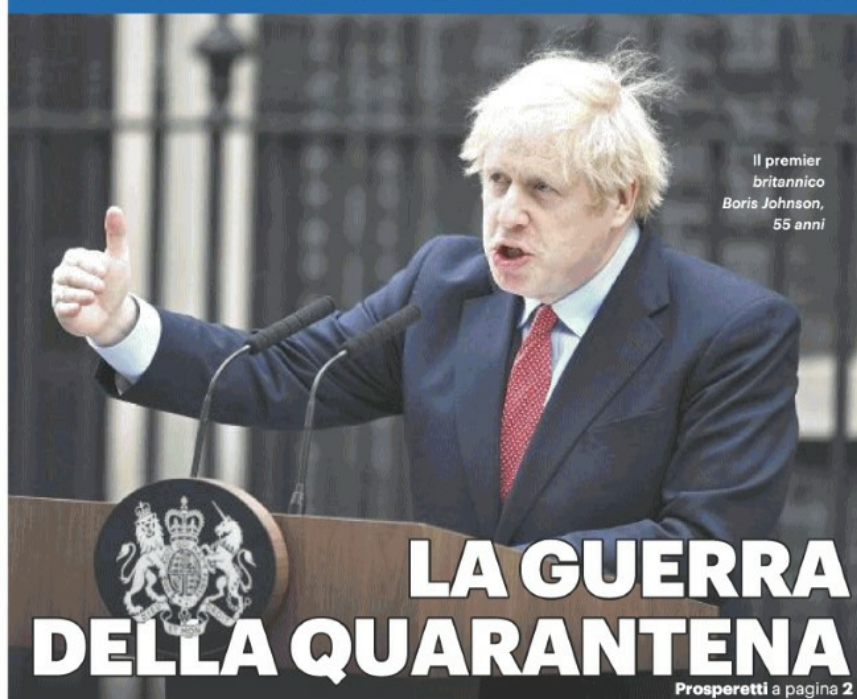 Il premier
britannico
Boris Johnson,
55 anni
LA GUERRA
DELLA QUARANTENA
Prosperetti a pagina 2